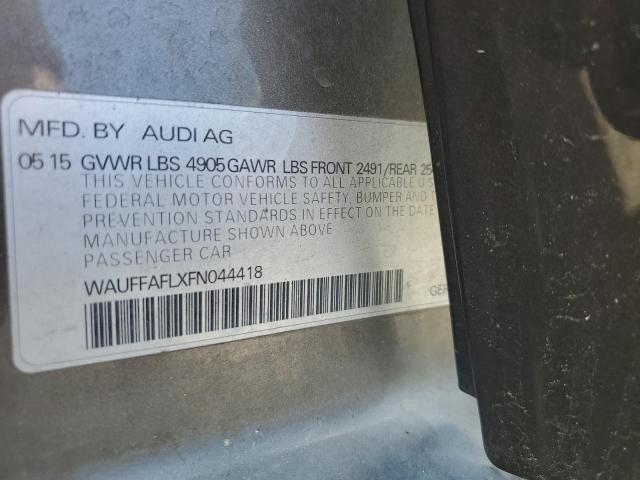 MFD. BY AUDI AG
05 15 GVWR LBS 4905 GAWR LBS FRONT 2491/REAR
THIS VEHICLE CONFORMS TO ALL APPLICABLE U
FEDERAL MOTOR VEHICLE SAFETY, BUMPER AND
PREVENTION STANDARDS IN EFFECT ON THE DATE
MANUFACTURE SHOWN ABOVE
PASSENGER CAR
WAUFFAFLXFN044418